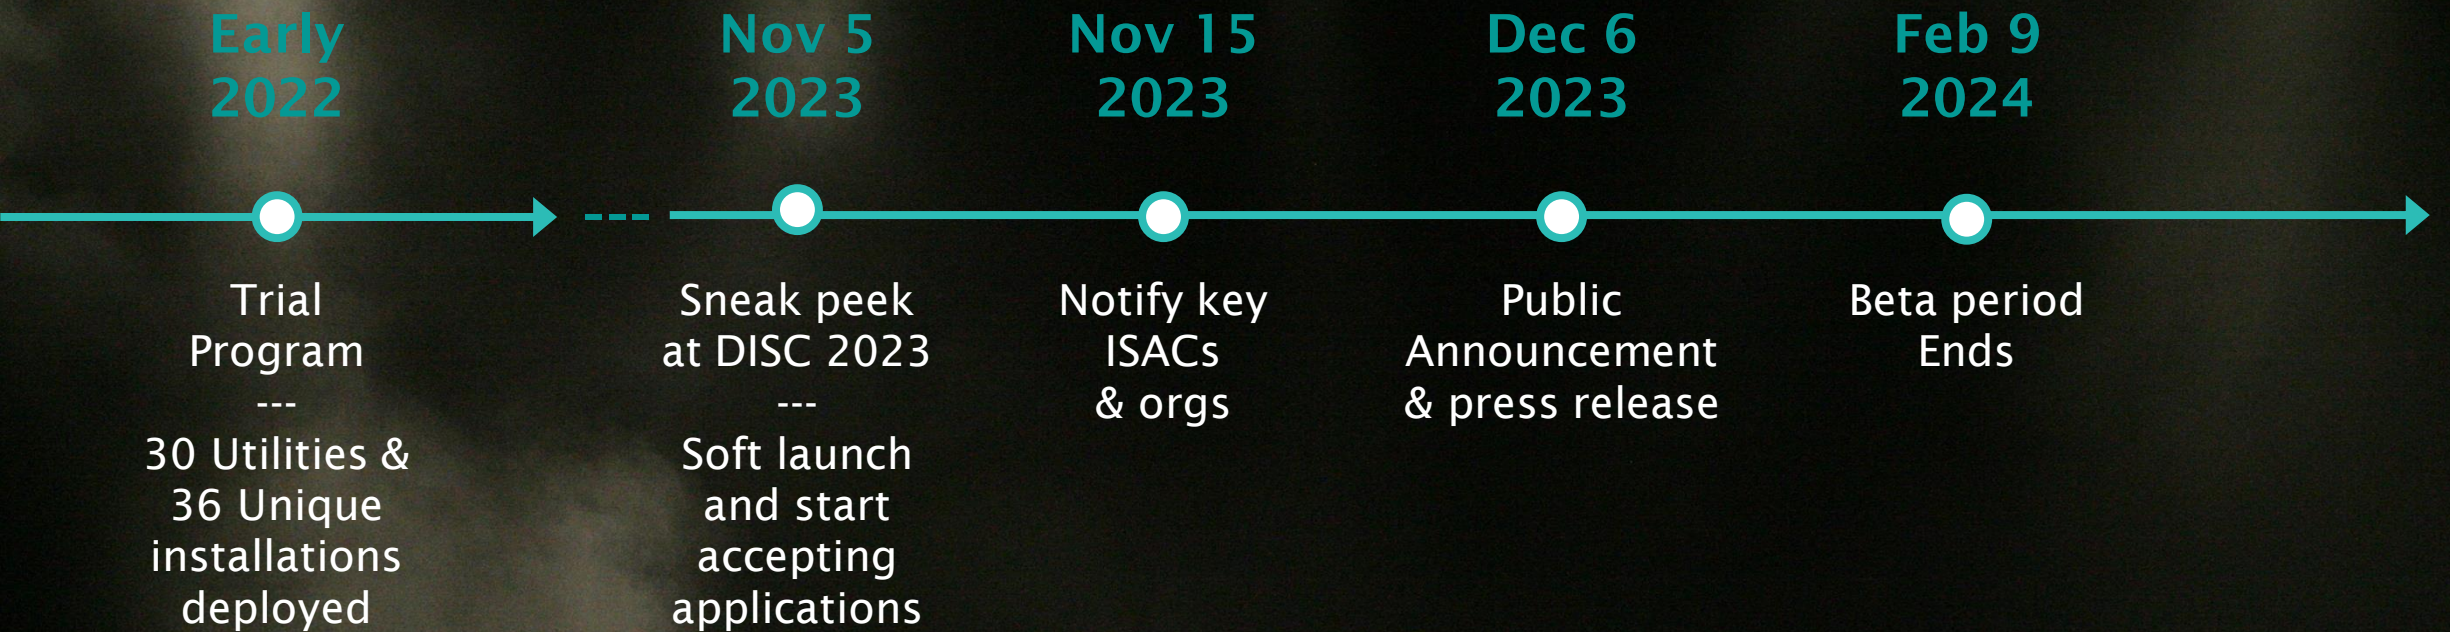 Early
2022
Trial
Program
---
30 Utilities &
36 Unique
installations
deployed
Nov 5
2023
Sneak peek
at DISC 2023
---
Soft launch
and start
accepting
applications
Nov 15
2023
Notify key
ISACs
& orgs
Dec 6
2023
Public
Announcement
& press release
Feb 9
2024
Beta period
Ends